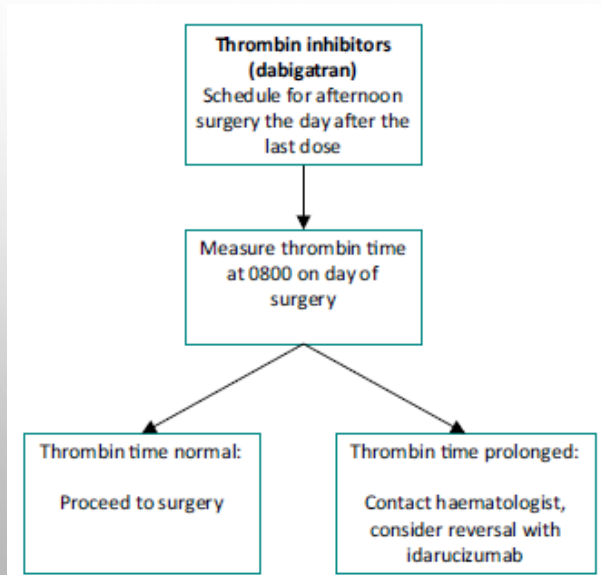 Thrombin inhibitors
(dabigatran)
Schedule for afternoon
surgery the day after the
last dose
Measure thrombin time
at 0800 on day of
surgery
Thrombin time normal:
Proceed to surgery
Thrombin time prolonged:
Contact haematologist,
consider reversal with
idarucizumab